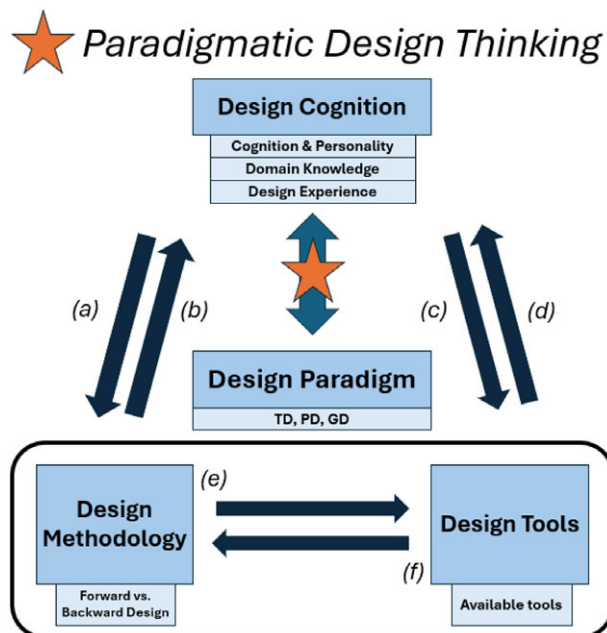 Paradigmatic Design Thinking
Design Cognition
Cognition & Personality
Domain Knowledge
Design Experience
(a)
(b)
(c)
(d)
Design Paradigm
TD, PD, GD
Design
Methodology
Forward vs.
Backward Design
(e)
(f)
Design Tools
Available tools